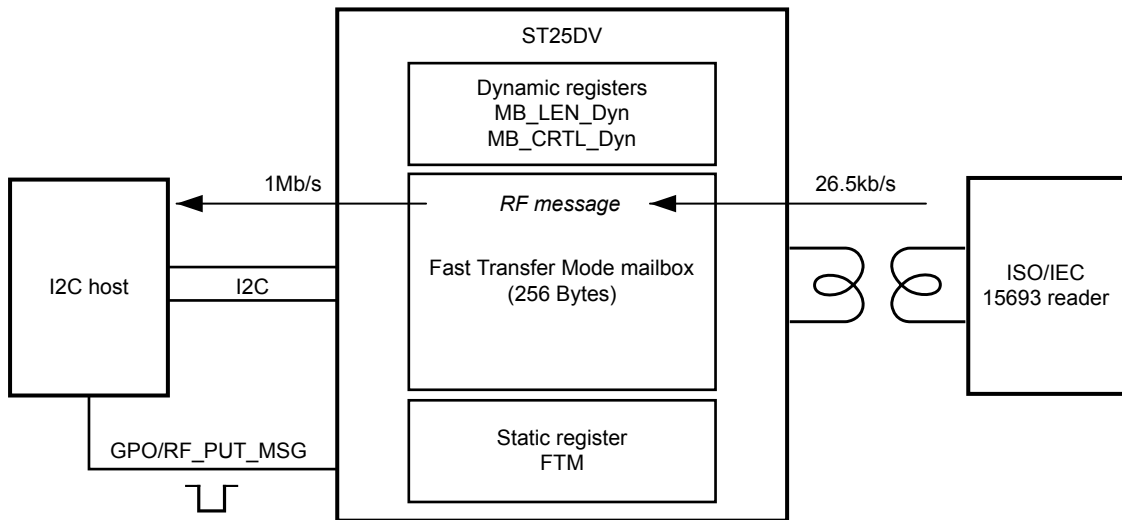 ST25DV
Dynamic registers
MB_LEN_Dyn
MB_CRTL_Dyn
1Mb/s
RF message
26.5kb/s
I2C host
I2C
Fast Transfer Mode mailbox
(256 Bytes)
ISO/IEC
15693 reader
GPO/RF_PUT_MSG
Static register
FTM